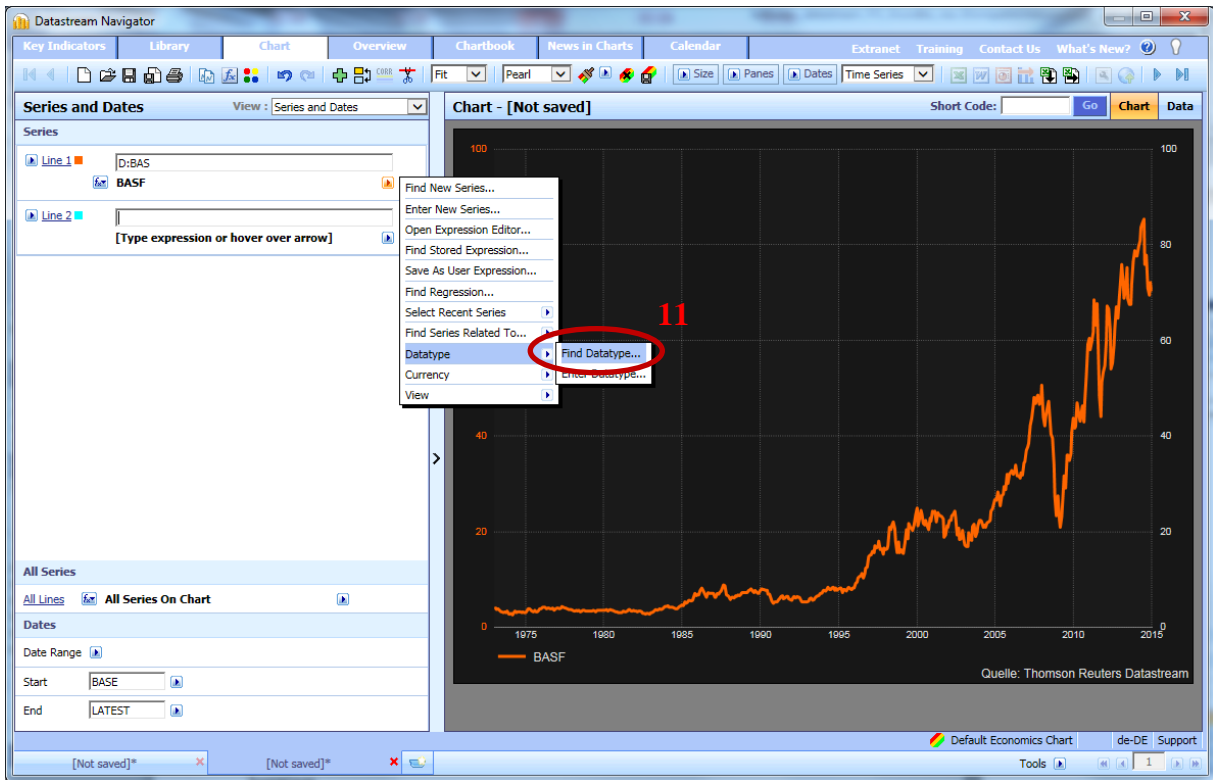 Datastream Navigator
Key Indicators Library Chart Overview Chartbook News in Charts Calendar Extranet Training Contact Us What's New?
Fit Pearl Size Panes Dates Time Series
Series and Dates View : Series and Dates Chart - [Not saved] Short Code: Go Chart Data
Series
Line 1 D:BAS
BASF
Line 2
[Type expression or hover over arrow]
Find New Series...
Enter New Series...
Open Expression Editor...
Find Stored Expression...
Save As User Expression...
Find Regression...
Select Recent Series
Find Series Related To...
Datatype
Currency
View
11
Find Datatype...
Enter Datatype...
100 100
80
60
40 40
20 20
0 0
1975 1980 1985 1990 1995 2000 2005 2010 2015
BASF
Quelle: Thomson Reuters Datastream
All Series
All Lines All Series On Chart
Dates
Date Range
Start BASE
End LATEST
Default Economics Chart de-DE Support
[Not saved]* [Not saved]* Tools 1